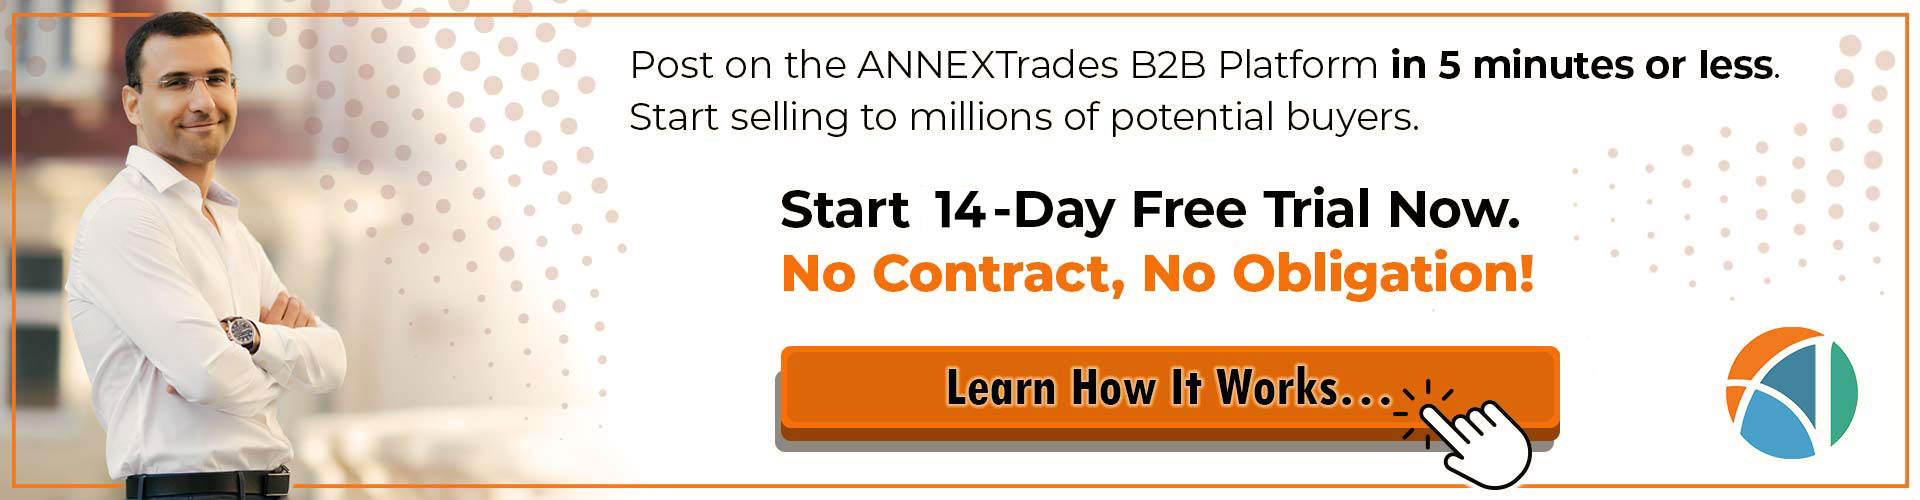 Post on the ANNEXTrades B2B Platform in 5 minutes or less.
Start selling to millions of potential buyers.
Start 14-Day Free Trial Now.
No Contract, No Obligation!
Learn How It Works...